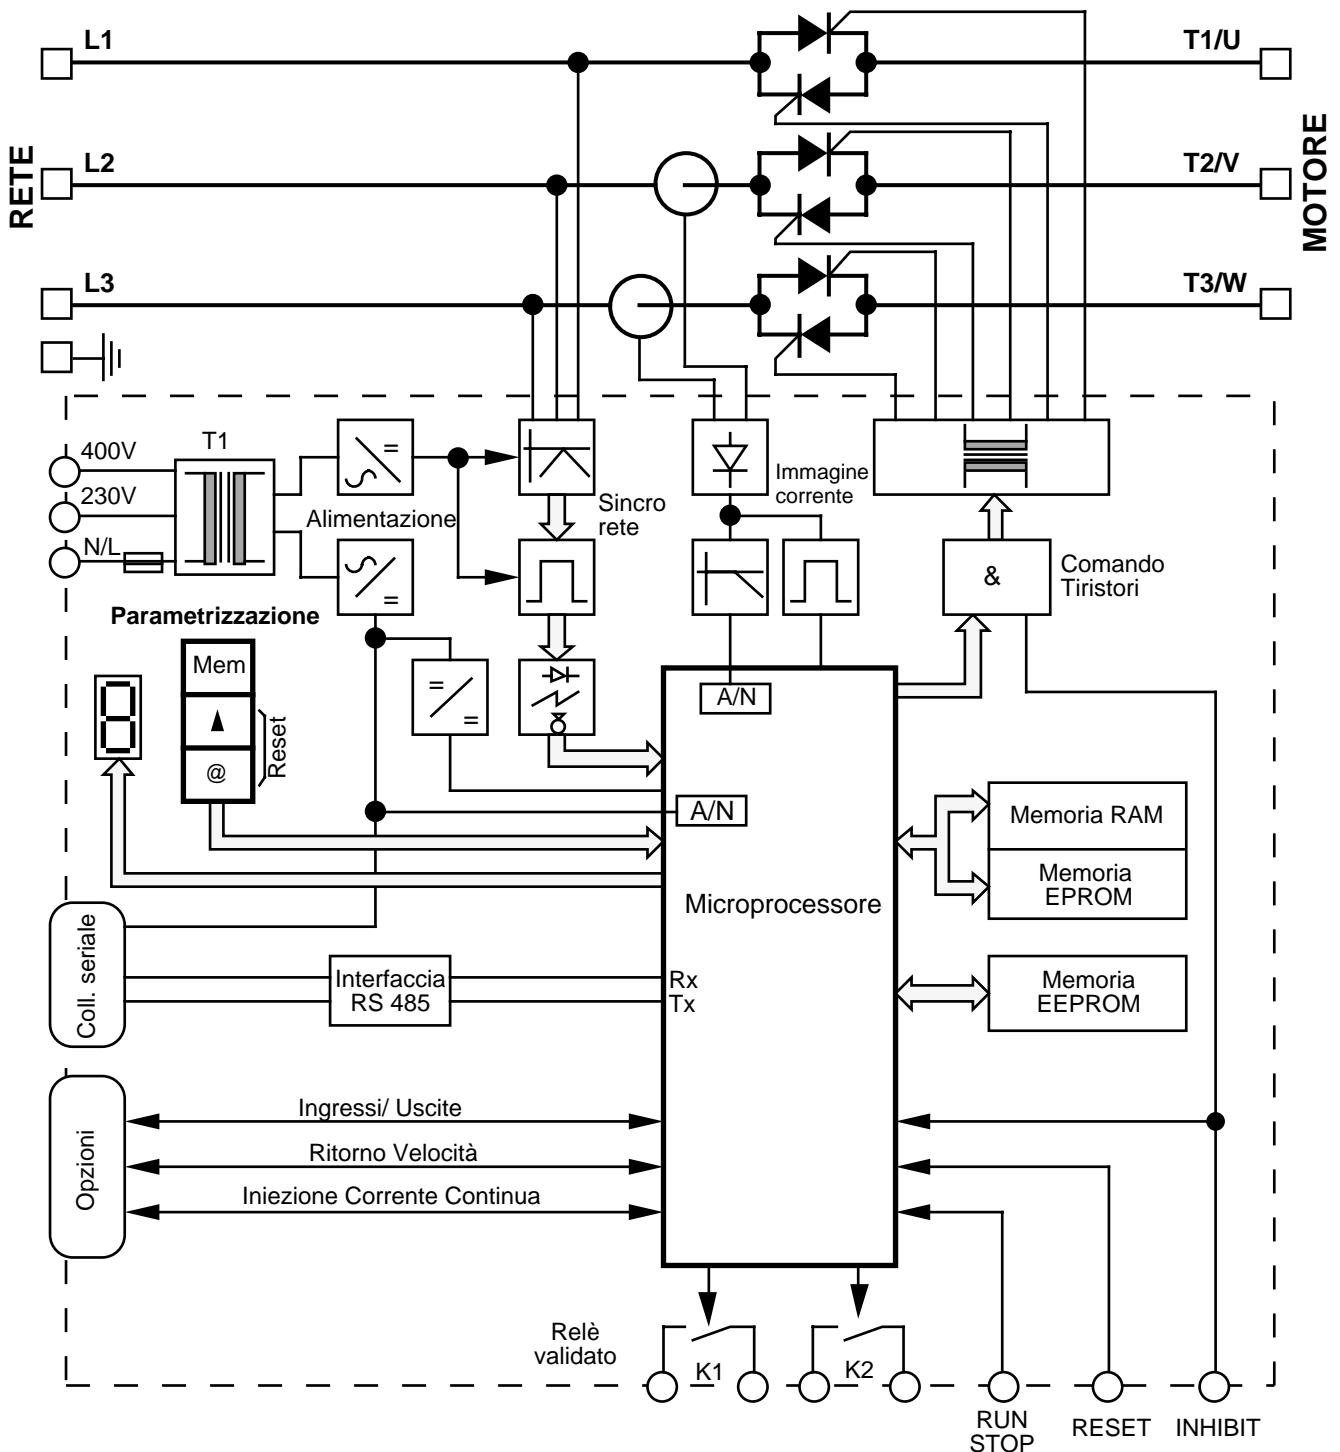 L1
T1/U
RETE
L2
T2/V
MOTORE
L3
T3/W
400V
T1
230V
Alimentazione
N/L
Sincro
rete
Immagine
corrente
&
Comando
Tiristori
Parametrizzazione
Mem
@
Reset
A/N
A/N
Microprocessore
Memoria RAM
Memoria
EPROM
Coll. seriale
Interfaccia
RS 485
Rx
Tx
Memoria
EEPROM
Opzioni
Ingressi/ Uscite
Ritorno Velocità
Iniezione Corrente Continua
Relè
validato
K1
K2
RUN
STOP
RESET
INHIBIT